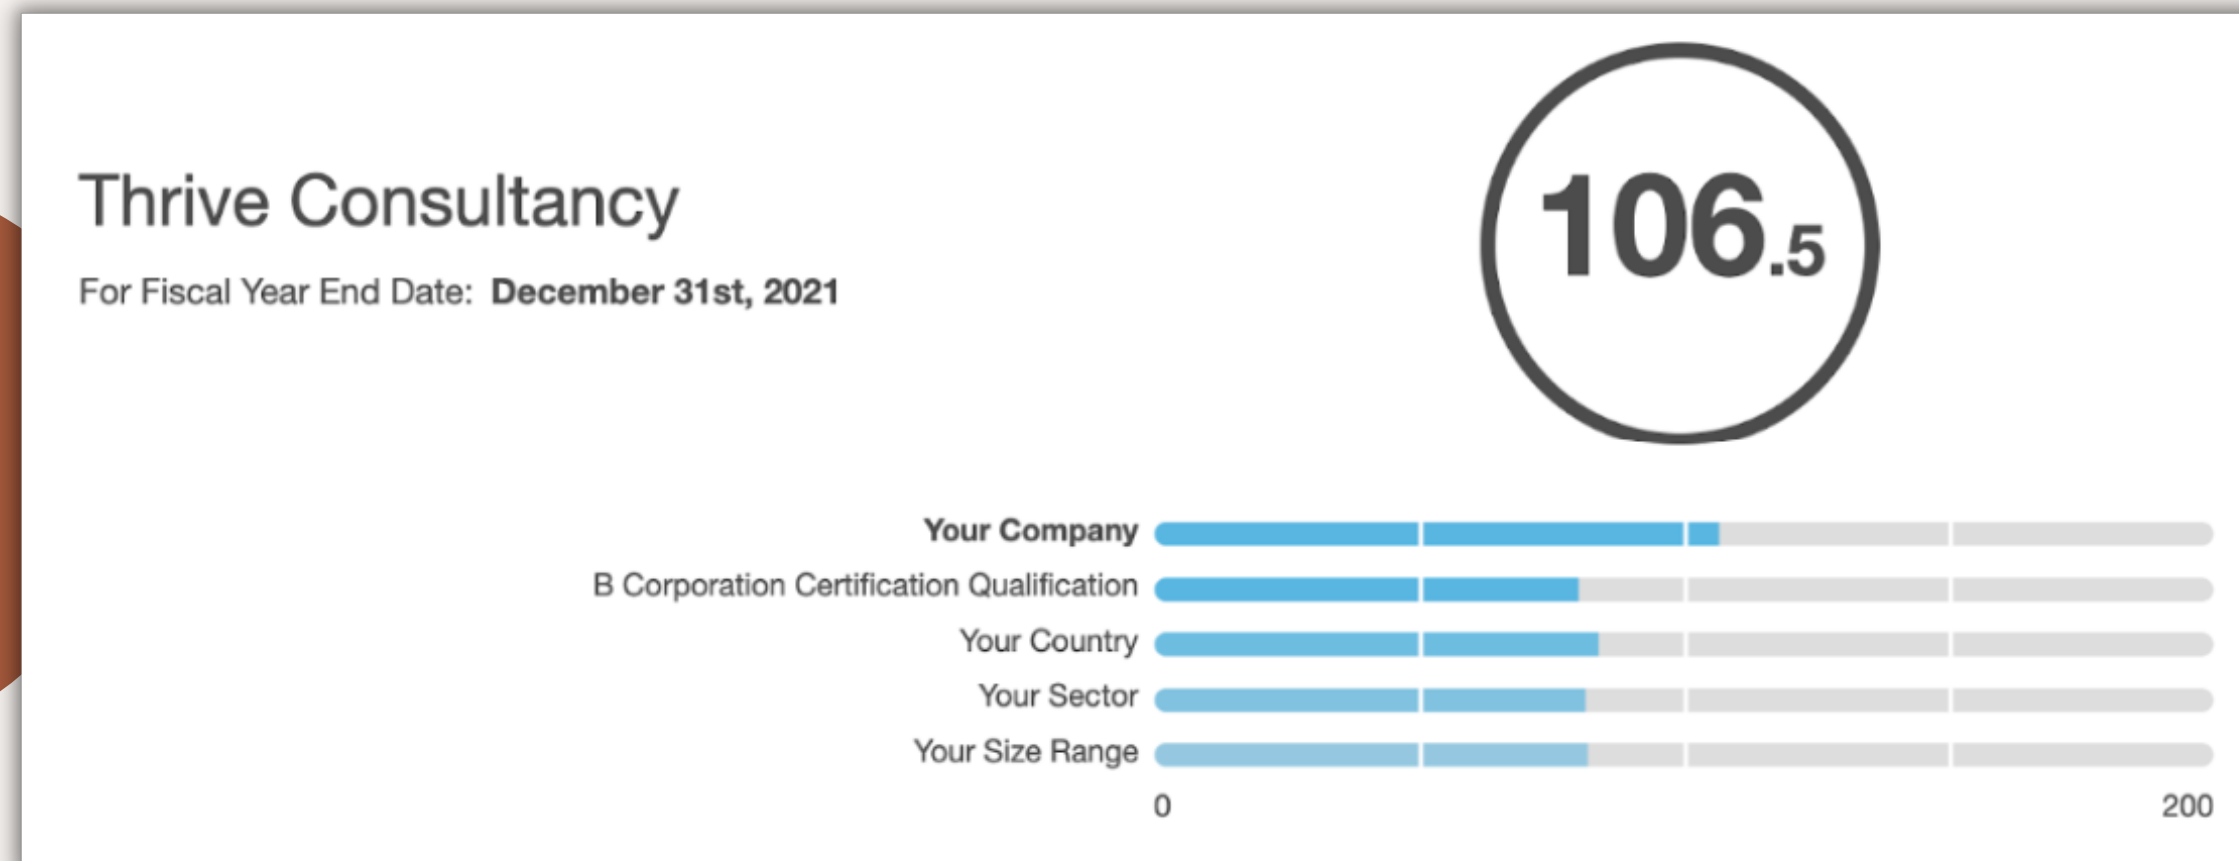 Thrive Consultancy
For Fiscal Year End Date: December 31st, 2021
106.5
Your Company
B Corporation Certification Qualification
Your Country
Your Sector
Your Size Range
0 200